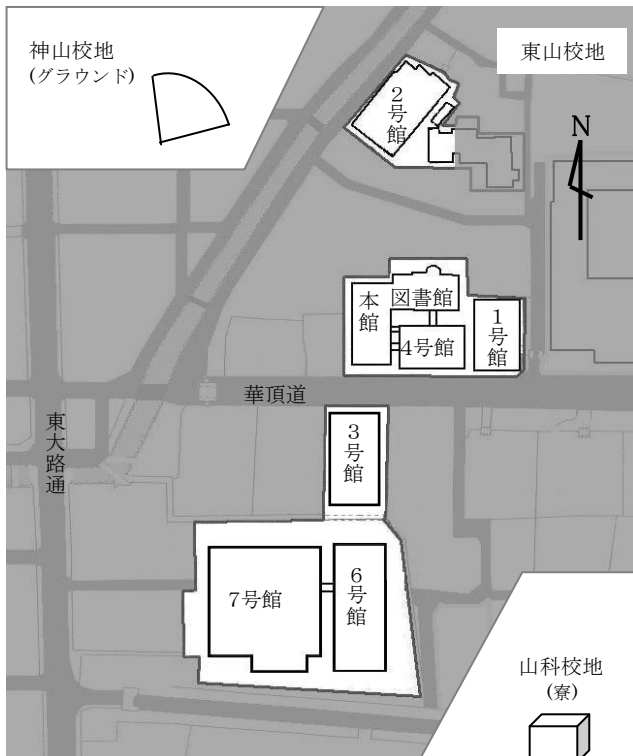 神山校地
(グラウンド)
東山校地
2号館
N
本館
図書館
1号館
4号館
華頂道
東大路通
3号館
7号館
6号館
山科校地
(寮)